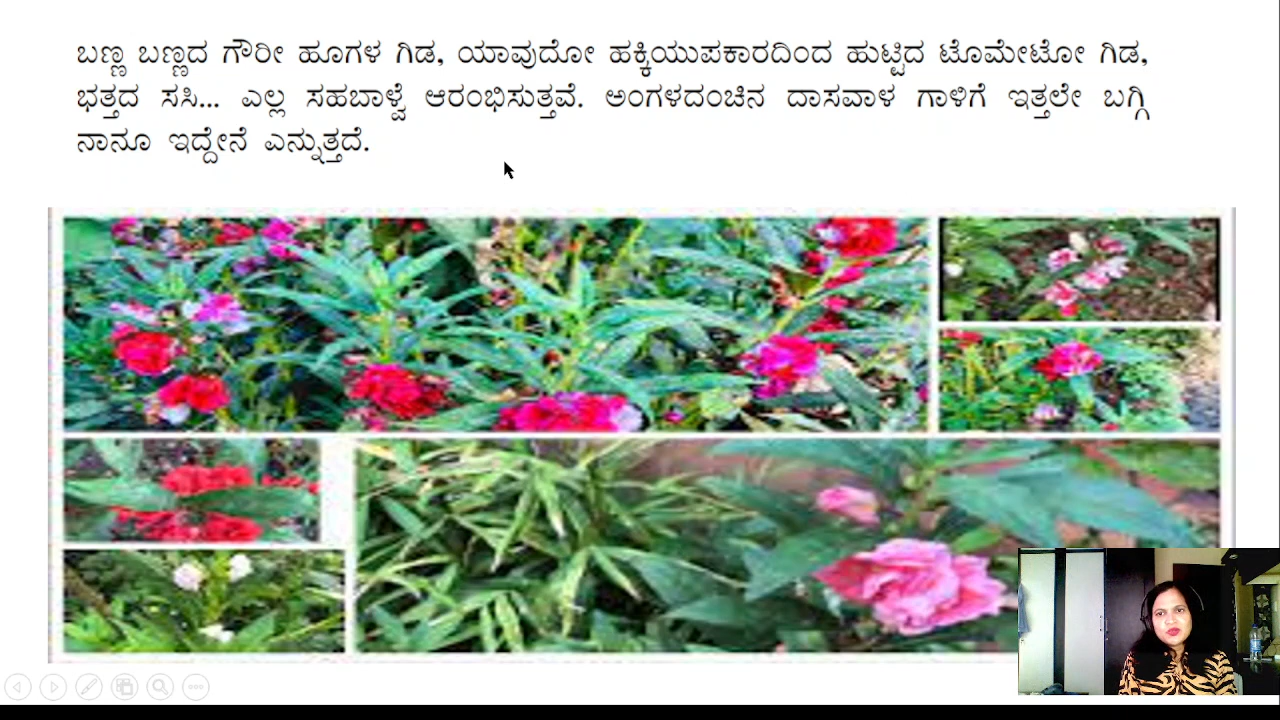 ಬಣ್ಣ ಬಣ್ಣದ ಗೌರೀ ಹೂಗಳ ಗಿಡ, ಯಾವುದೋ ಹಕ್ಕಿಯುಪಕಾರದಿಂದ ಹುಟ್ಟಿದ ಟೊಮೇಟೋ ಗಿಡ,
ಭತ್ತದ ಸಸಿ... ಎಲ್ಲ ಸಹಬಾಳ್ವೆ ಆರಂಭಿಸುತ್ತವೆ. ಅಂಗಳದಂಚಿನ ದಾಸವಾಳ ಗಾಳಿಗೆ ಇತ್ತಲೇ ಬಗ್ಗಿ
ನಾನೂ ಇದ್ದೇನೆ ಎನ್ನುತ್ತದೆ.